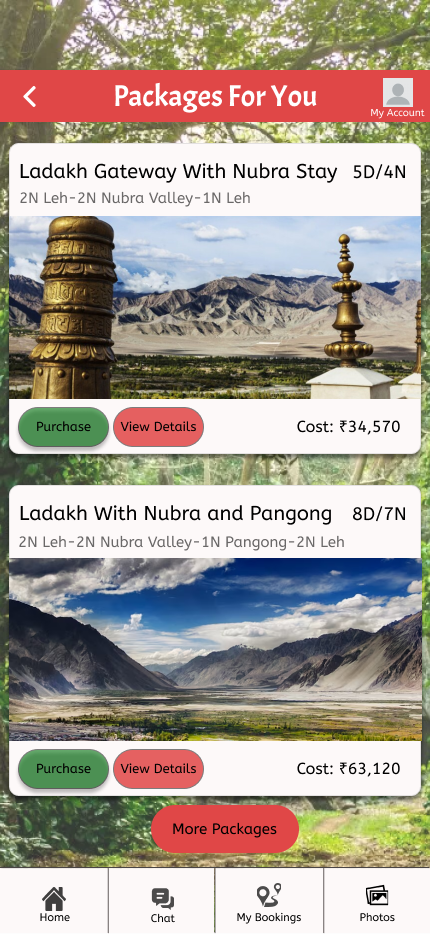 Packages For You
My Account
Ladakh Gateway With Nubra Stay 5D/4N
2N Leh-2N Nubra Valley-1N Leh
Purchase View Details Cost: ₹34,570
Ladakh With Nubra and Pangong 8D/7N
2N Leh-2N Nubra Valley-1N Pangong-2N Leh
Purchase View Details Cost: ₹63,120
More Packages
Home Chat My Bookings Photos